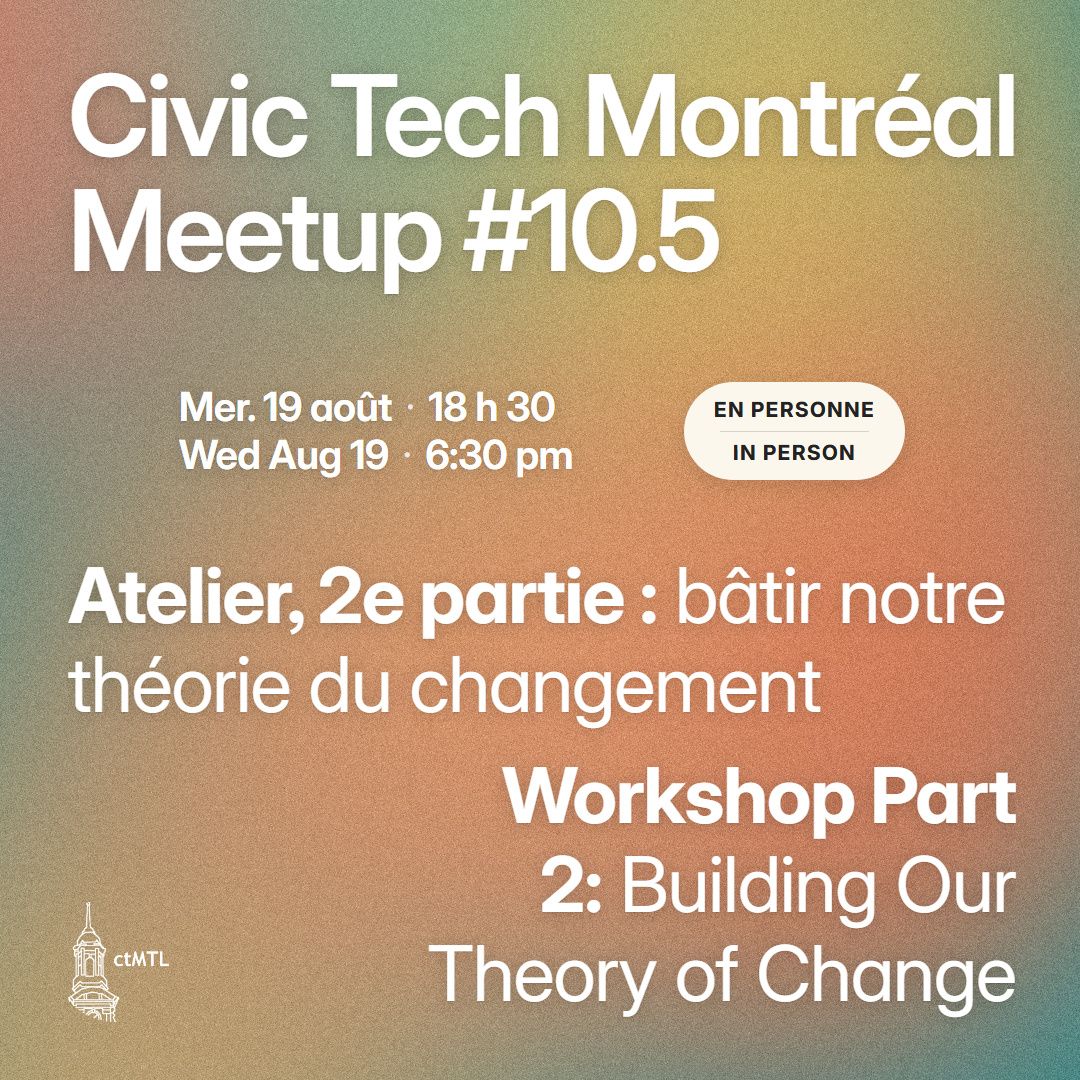 Civic Tech Montréal
Meetup #10.5
Mer. 19 août · 18 h 30
Wed Aug 19 · 6:30 pm
EN PERSONNE
IN PERSON
Atelier, 2e partie : bâtir notre
théorie du changement
Workshop Part
2: Building Our
Theory of Change
ctMTL